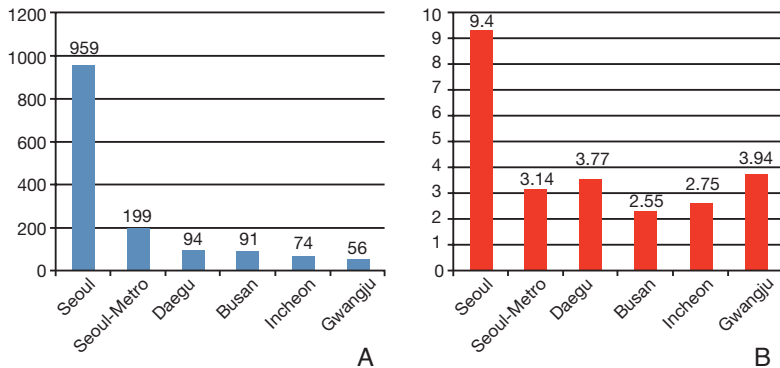 1200
1000
800
600
400
200
0
959
199
94
91
74
56
Seoul
Seoul-Metro
Daegu
Busan
Incheon
Gwangju
A
10
9
8
7
6
5
4
3
2
1
0
9.4
3.14
3.77
2.55
2.75
3.94
Seoul
Seoul-Metro
Daegu
Busan
Incheon
Gwangju
B